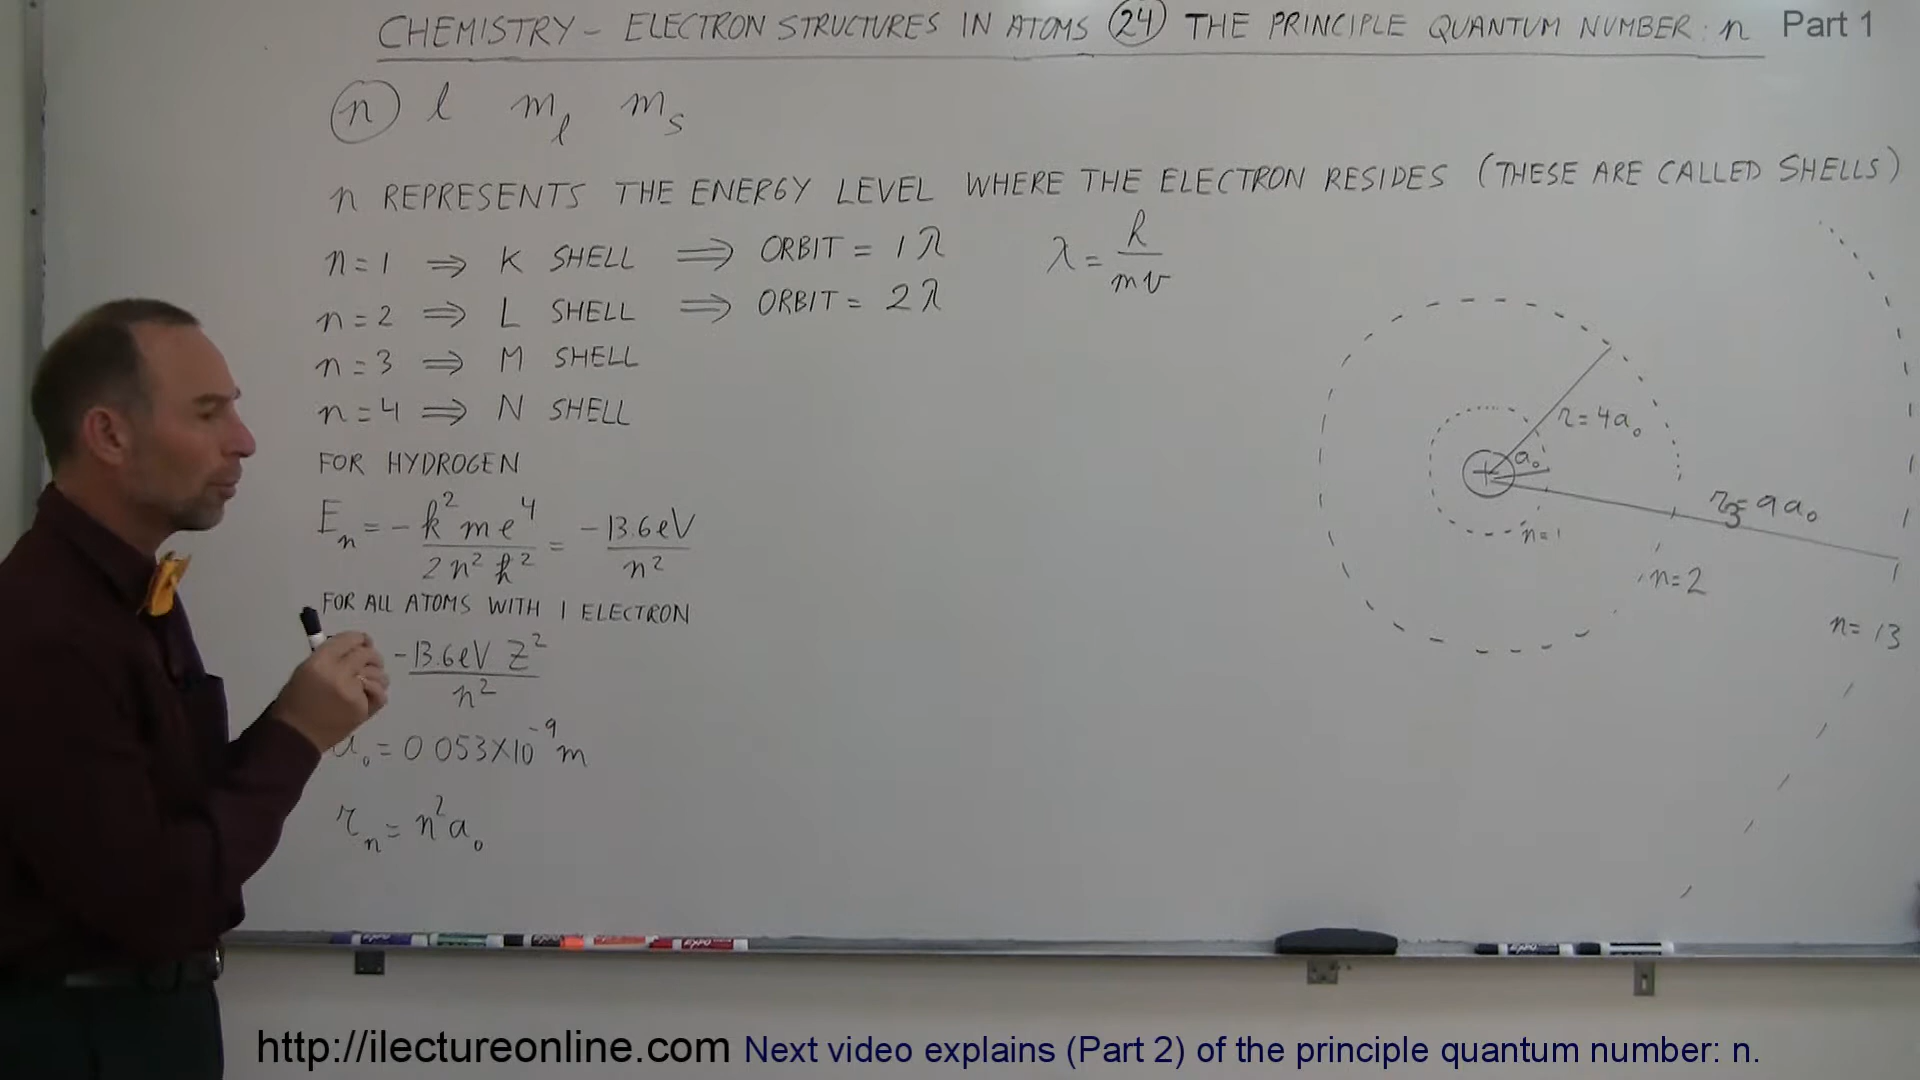 CHEMISTRY - ELECTRON STRUCTURES IN ATOMS 24 THE PRINCIPLE QUANTUM NUMBER: n Part 1
n l m_l m_s
n REPRESENTS THE ENERGY LEVEL WHERE THE ELECTRON RESIDES (THESE ARE CALLED SHELLS)
n=1 ⇒ K SHELL ⇒ ORBIT = 1λ λ = h/mv
n=2 ⇒ L SHELL ⇒ ORBIT = 2λ
n=3 ⇒ M SHELL
n=4 ⇒ N SHELL
FOR HYDROGEN
E_n = - k²me⁴/2n²ħ² = -13.6eV/n²
FOR ALL ATOMS WITH 1 ELECTRON
-13.6eV Z²/n²
a₀ = 0.053×10⁻⁹m
r_n = n²a₀
r=4a₀
+ a₀
r₃=9a₀
n=1
n=2
n=13
EXPO
http://ilectureonline.com Next video explains (Part 2) of the principle quantum number: n.